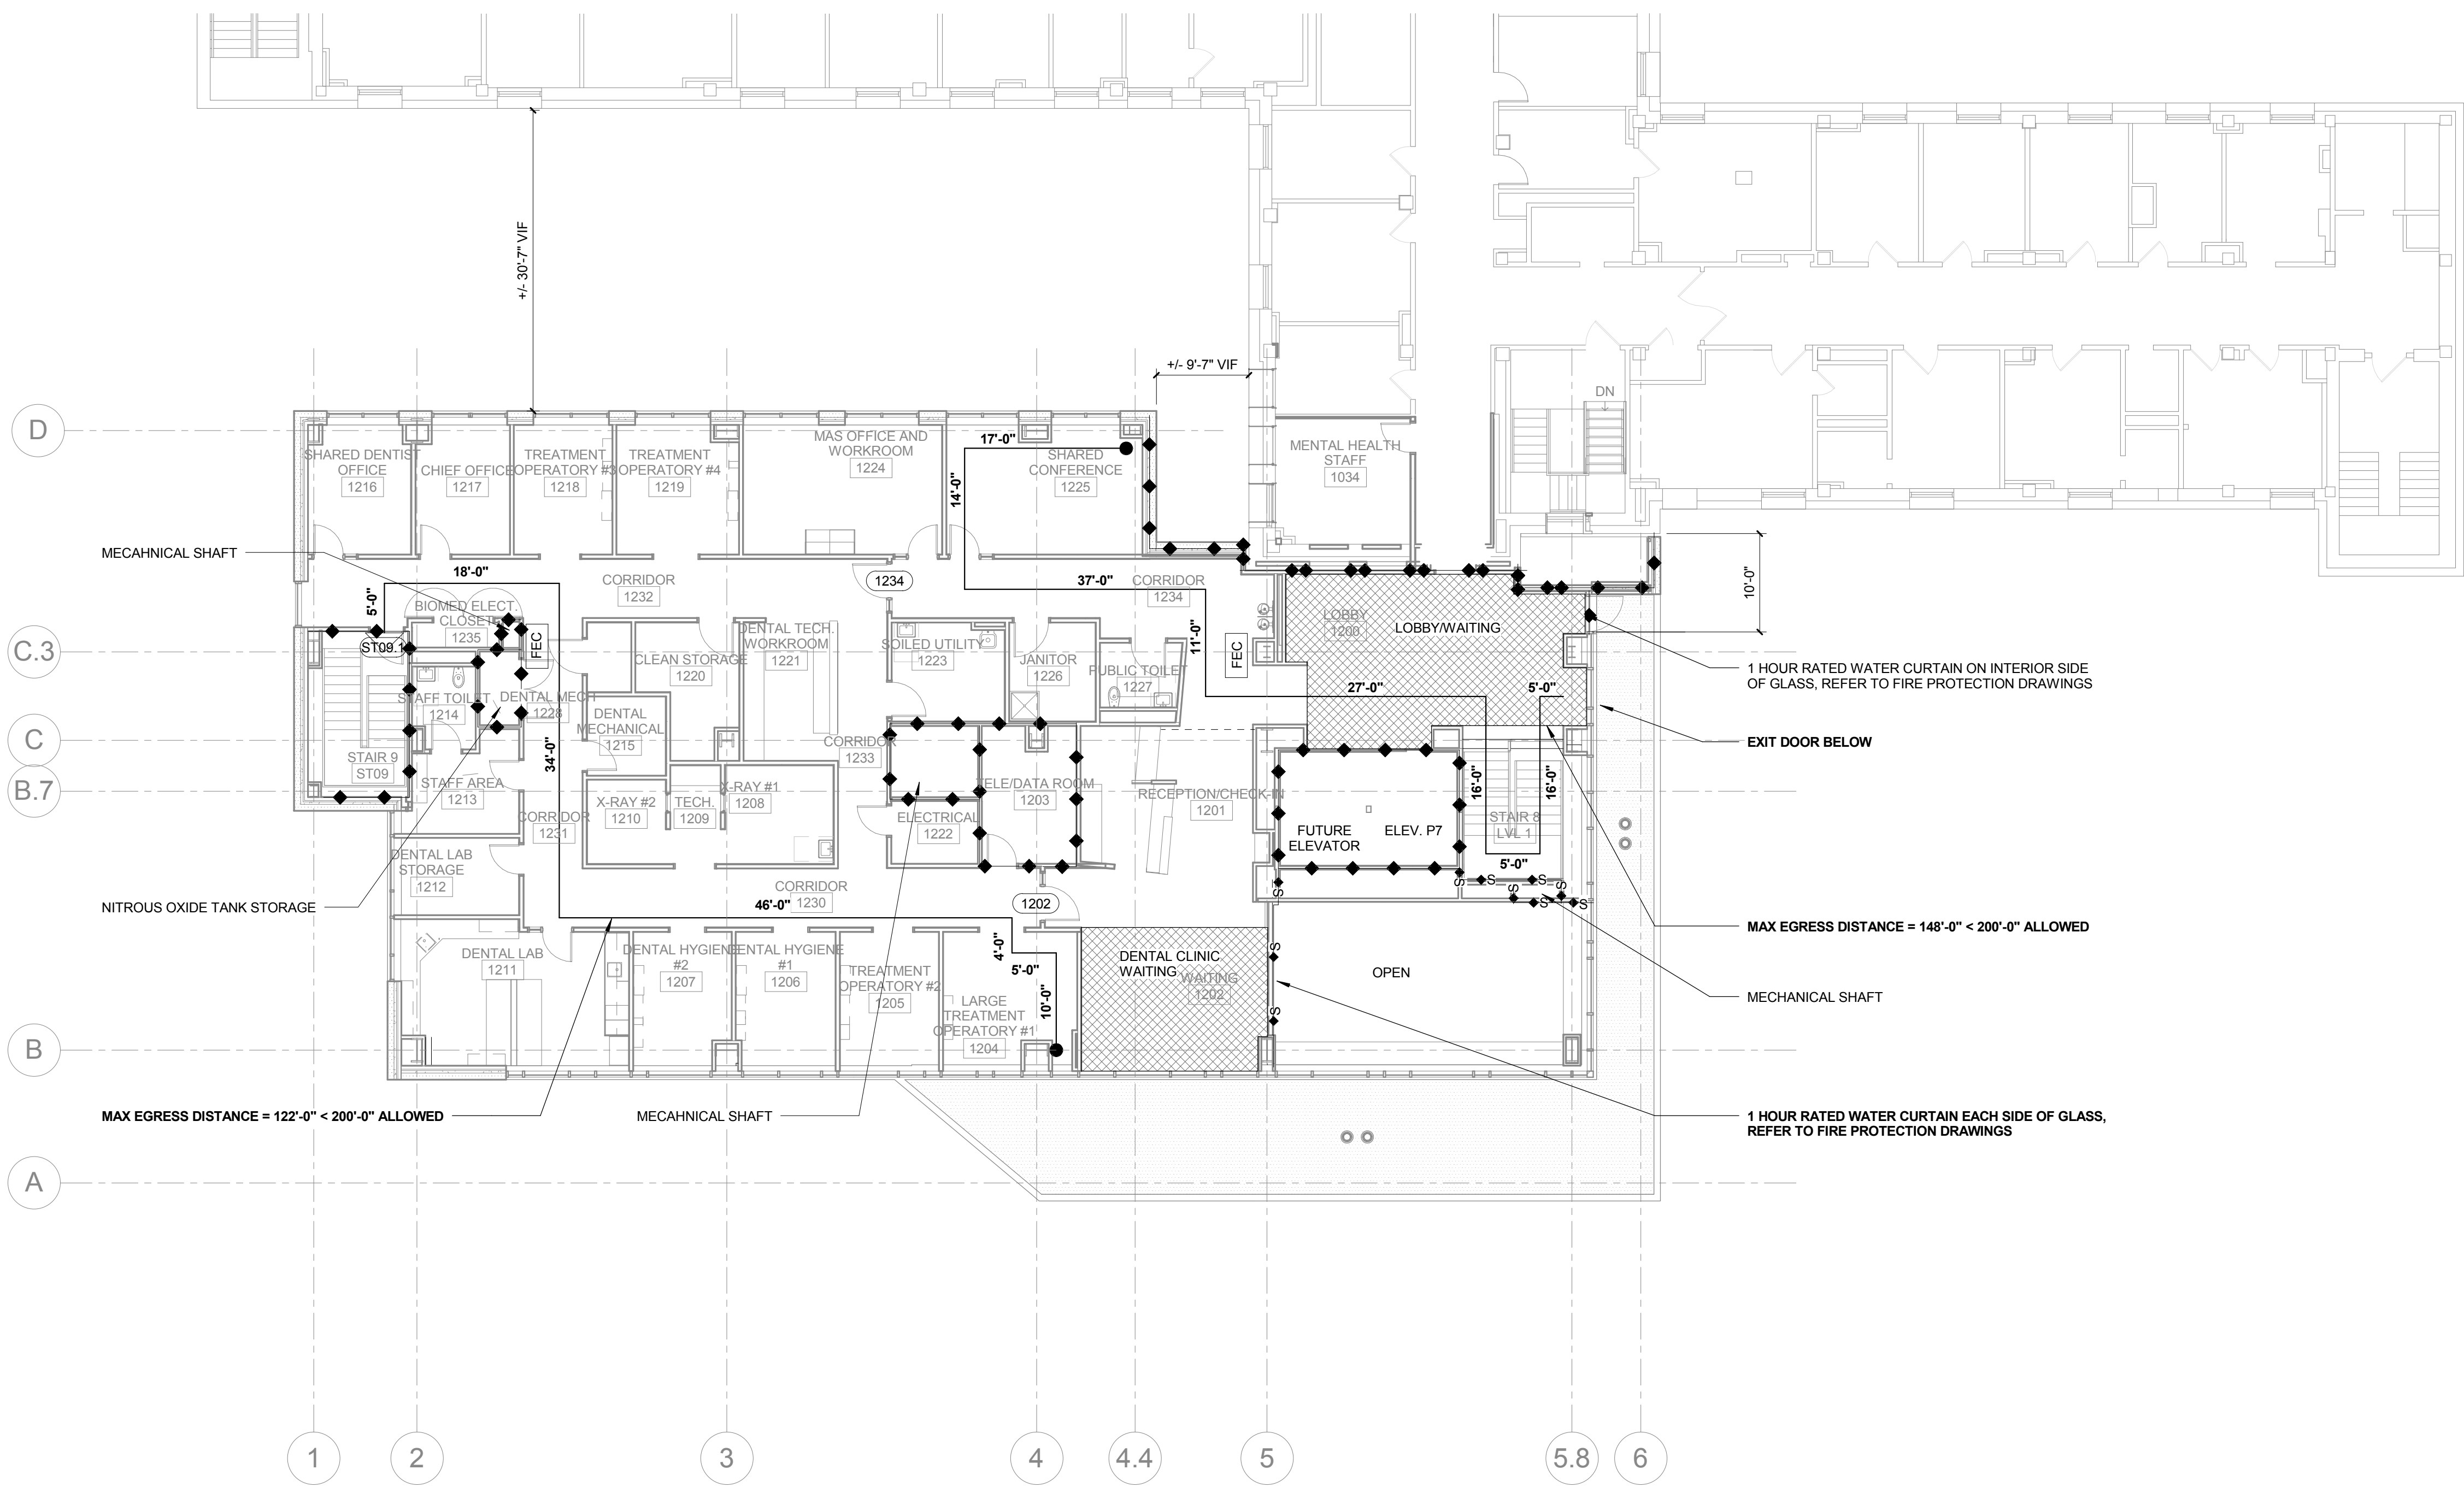 +/- 30'-7" VIF
+/- 9'-7" VIF
DN
D
17'-0"
MAS OFFICE AND
WORKROOM
1224
SHARED DENTIST
OFFICE
1216
CHIEF OFFICE
1217
TREATMENT
OPERATORY #3
1218
TREATMENT
OPERATORY #4
1219
SHARED
CONFERENCE
1225
MENTAL HEALTH
STAFF
1034
14'-0"
MECAHNICAL SHAFT
18'-0"
5'-0"
CORRIDOR
1232
1234
37'-0"
CORRIDOR
1234
10'-0"
BIOMED ELECT.
CLOSET
1235
LOBBY
1200
LOBBY/WAITING
C.3
ST09.1
FEC
CLEAN STORAGE
1220
DENTAL TECH.
WORKROOM
1221
SOILED UTILITY
1223
JANITOR
1226
PUBLIC TOILET
1227
11'-0"
FEC
1 HOUR RATED WATER CURTAIN ON INTERIOR SIDE
OF GLASS, REFER TO FIRE PROTECTION DRAWINGS
27'-0"
5'-0"
STAFF TOILET
1214
DENTAL MECH
1228
DENTAL
MECHANICAL
1215
C
34'-0"
CORRIDOR
1233
EXIT DOOR BELOW
STAIR 9
ST09
B.7
STAFF AREA
1213
X-RAY #2
1210
TECH.
1209
X-RAY #1
1208
TELE/DATA ROOM
1203
RECEPTION/CHECK-IN
1201
16'-0"
16'-0"
CORRIDOR
1231
ELECTRICAL
1222
FUTURE
ELEVATOR
ELEV. P7
STAIR 8
LVL 1
5'-0"
DENTAL LAB
STORAGE
1212
S
S
S
S
S
S
S
NITROUS OXIDE TANK STORAGE
CORRIDOR
1230
46'-0"
1202
MAX EGRESS DISTANCE = 148'-0" < 200'-0" ALLOWED
DENTAL LAB
1211
DENTAL HYGIENE
#2
1207
DENTAL HYGIENE
#1
1206
TREATMENT
OPERATORY #2
1205
4'-0"
5'-0"
DENTAL CLINIC
WAITING
WAITING
1202
S
S
OPEN
MECHANICAL SHAFT
LARGE
TREATMENT
OPERATORY #1
1204
10'-0"
B
MAX EGRESS DISTANCE = 122'-0" < 200'-0" ALLOWED
MECAHNICAL SHAFT
1 HOUR RATED WATER CURTAIN EACH SIDE OF GLASS,
REFER TO FIRE PROTECTION DRAWINGS
A
1
2
3
4
4.4
5
5.8
6